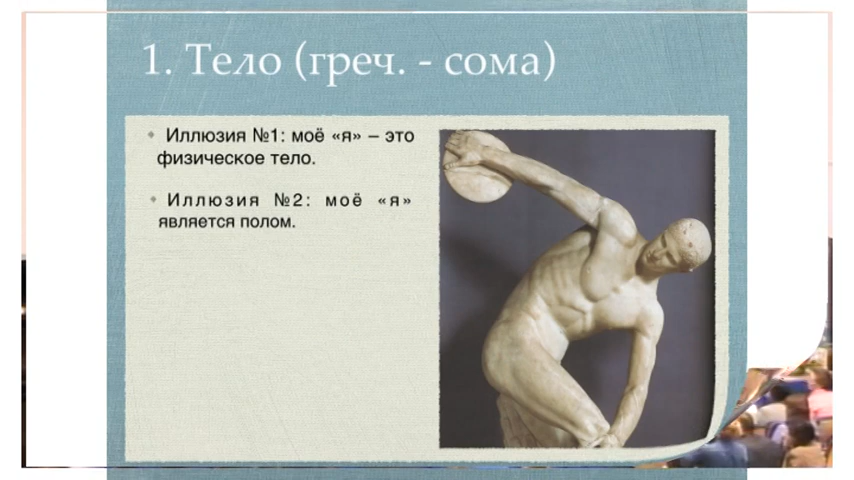 1. Тело (греч. - сома)
Иллюзия №1: моё «я» – это
физическое тело.
Иллюзия №2: моё «я»
является полом.